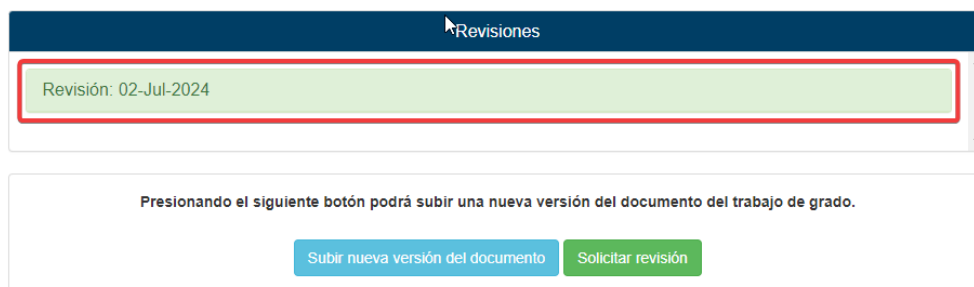 Revisiones
Revisión: 02-Jul-2024
Presionando el siguiente botón podrá subir una nueva versión del documento del trabajo de grado.
Subir nueva versión del documento Solicitar revisión